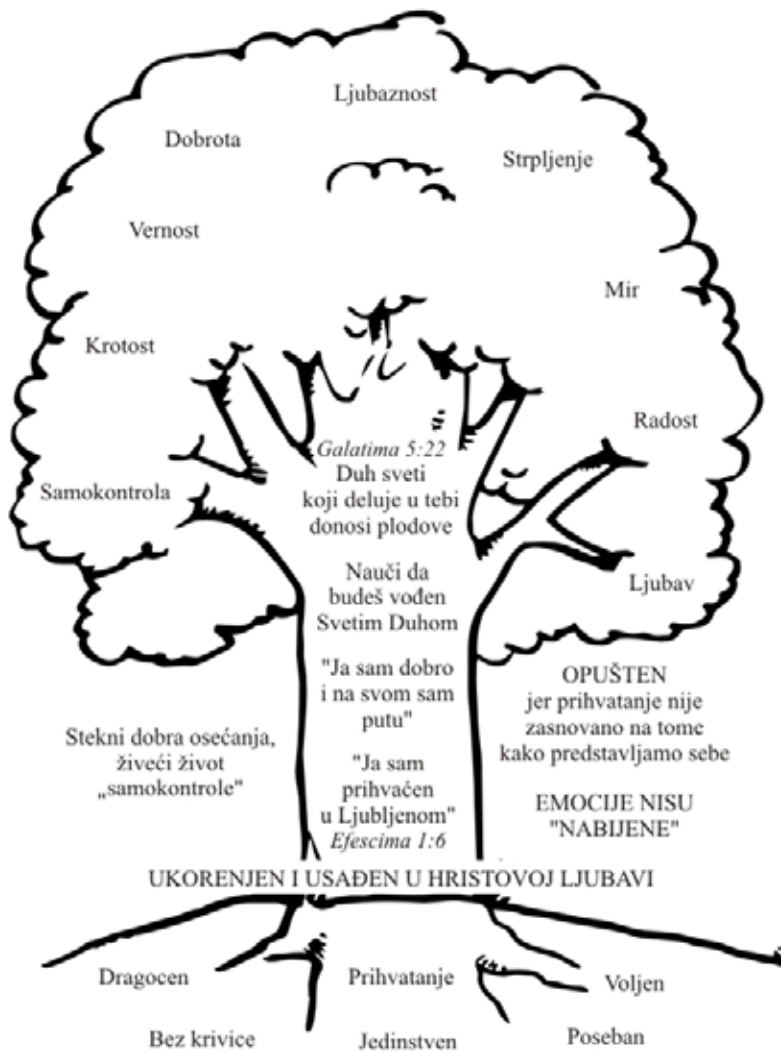 Ljubaznost
Dobrota
Strpljenje
Vernost
Mir
Krotost
Radost
Samokontrola
Ljubav
Galatima 5:22
Duh sveti
koji deluje u tebi
donosi plodove
Nauči da
budeš vođen
Svetim Duhom
"Ja sam dobro
i na svom sam
putu"
"Ja sam
prihvaćen
u Ljubljenom"
Efescima 1:6
Stekni dobra osećanja,
živeći život
„samokontrole"
OPUŠTEN
jer prihvatanje nije
zasnovano na tome
kako predstavljamo sebe
EMOCIJE NISU
"NABIJENE"
UKORENJEN I USAĐEN U HRISTOVOJ LJUBAVI
Dragocen
Prihvatanje
Voljen
Bez krivice
Jedinstven
Poseban